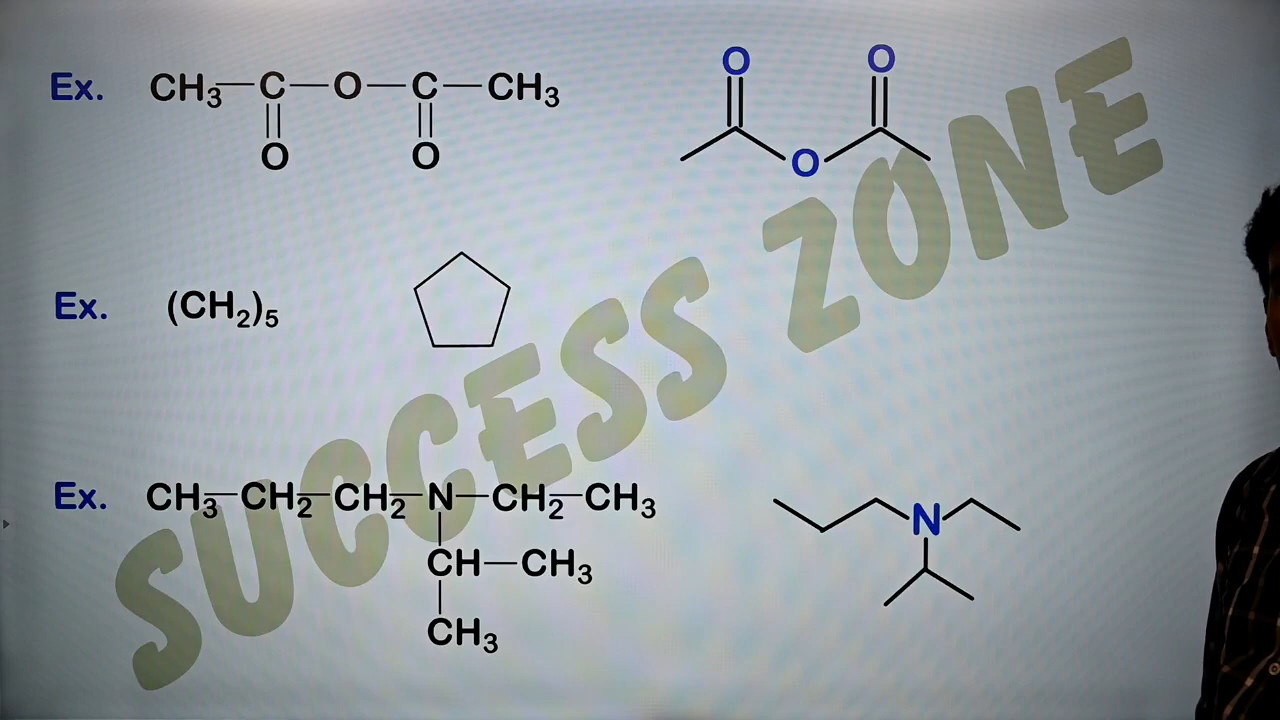 Ex. CH₃—C—O—C—CH₃
O O
O O
O
Ex. (CH₂)₅
Ex. CH₃—CH₂—CH₂—N—CH₂—CH₃
N
CH—CH₃
CH₃
SUCCESS ZONE